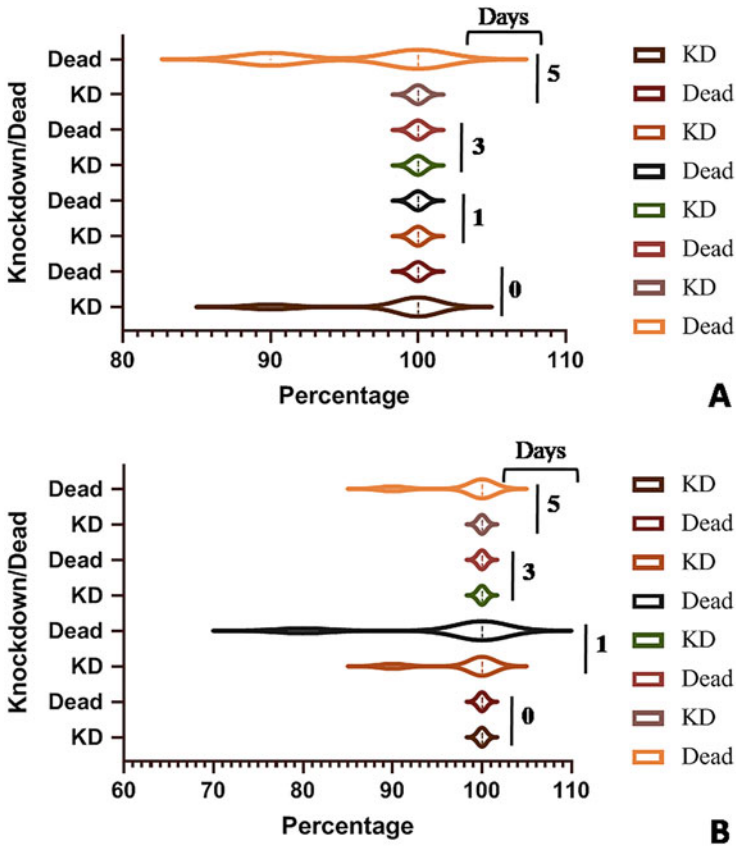 Days
Dead
KD
Dead
KD
Dead
KD
Dead
KD
5
3
1
0
Knockdown/Dead
80 90 100 110
Percentage
KD
Dead
KD
Dead
KD
Dead
KD
Dead
A
Days
Dead
KD
Dead
KD
Dead
KD
Dead
KD
5
3
1
0
Knockdown/Dead
60 70 80 90 100 110
Percentage
KD
Dead
KD
Dead
KD
Dead
KD
Dead
B